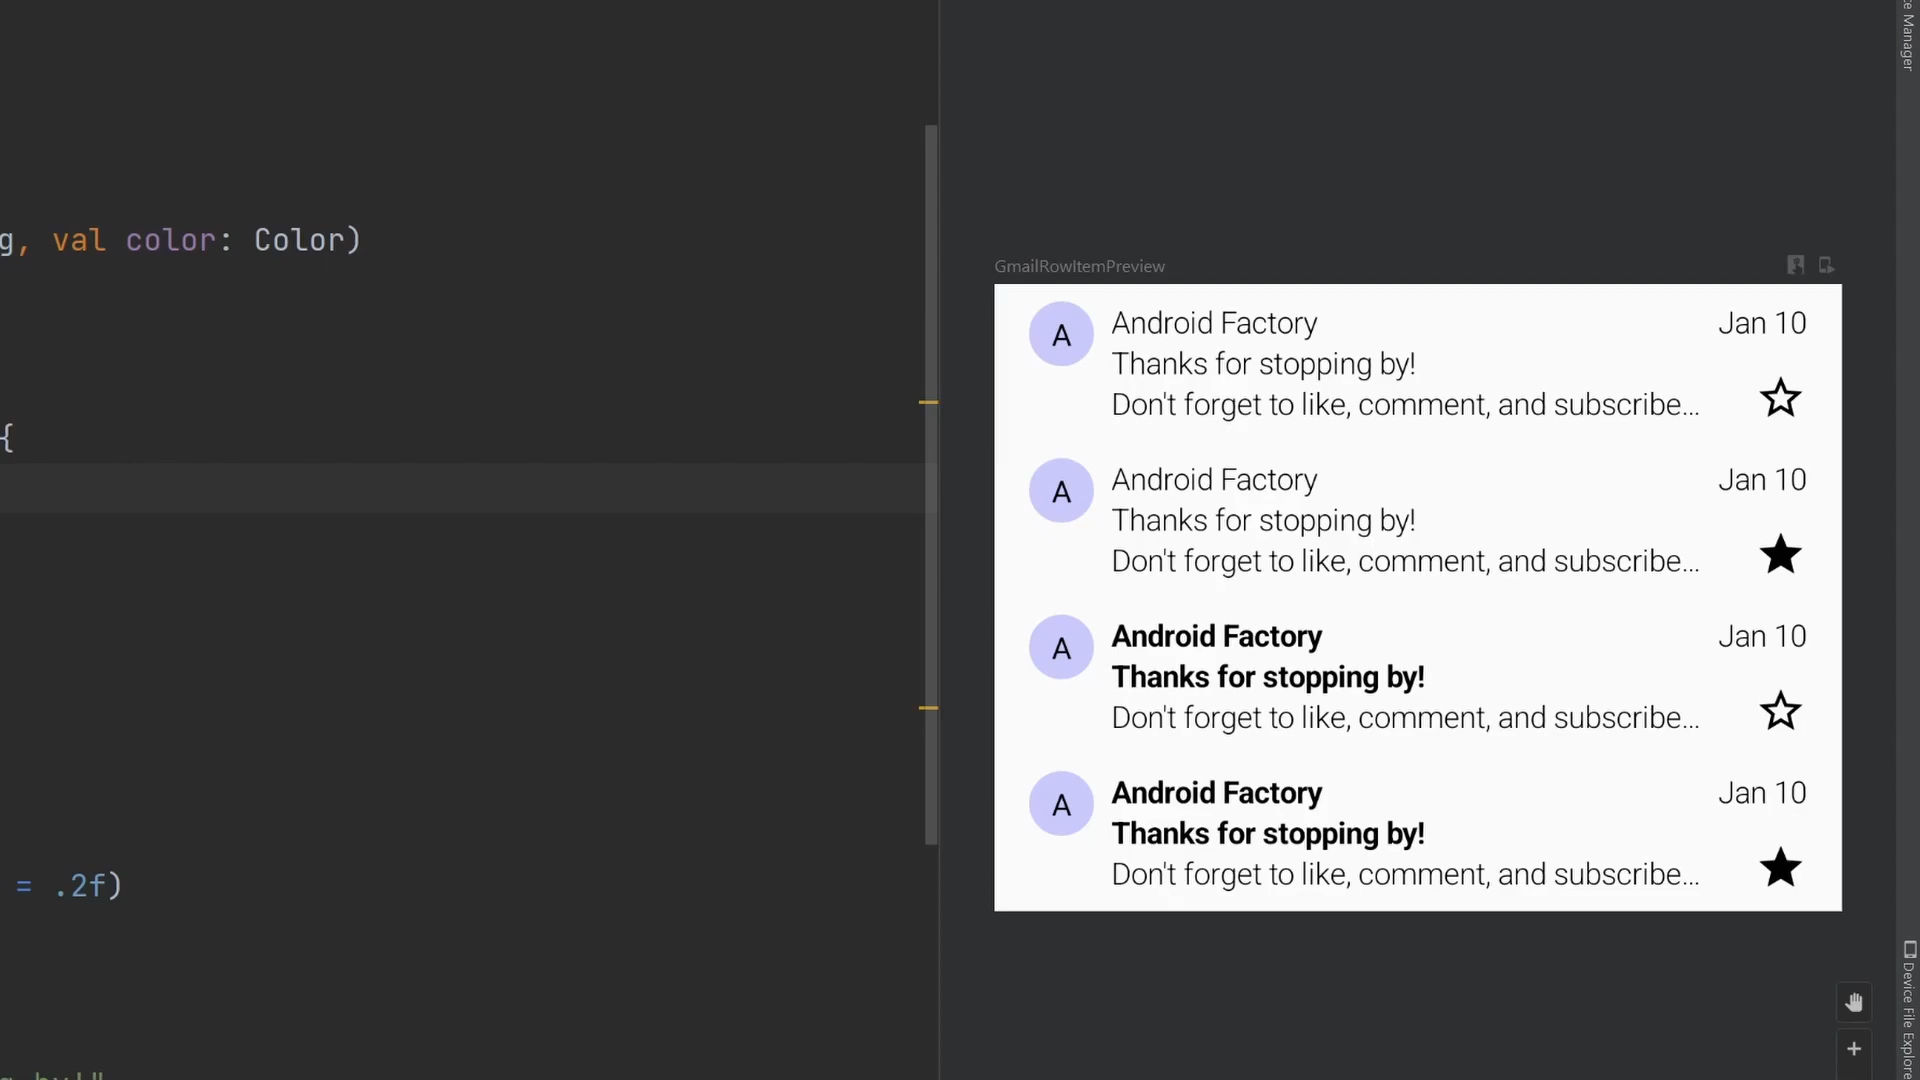 g, val color: Color)
{
= .2f)
g by!"
GmailRowItemPreview
A
Android Factory
Jan 10
Thanks for stopping by!
Don't forget to like, comment, and subscribe...
A
Android Factory
Jan 10
Thanks for stopping by!
Don't forget to like, comment, and subscribe...
A
Android Factory
Jan 10
Thanks for stopping by!
Don't forget to like, comment, and subscribe...
A
Android Factory
Jan 10
Thanks for stopping by!
Don't forget to like, comment, and subscribe...
+
ce Manager
Device File Explore